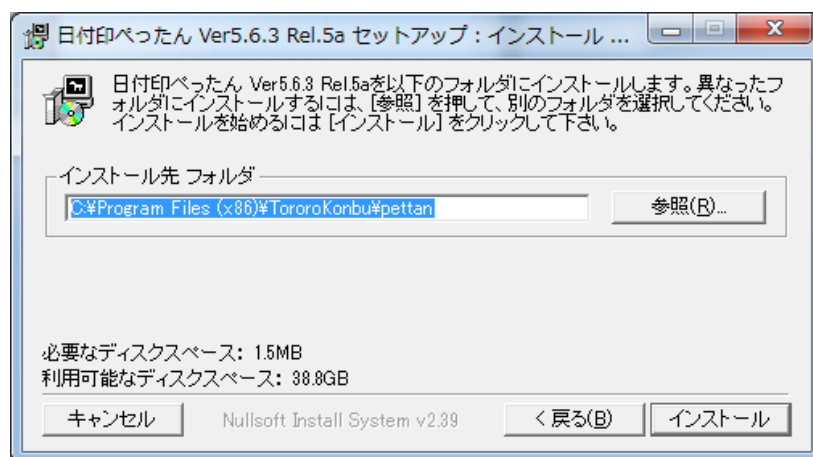 日付印ぺったん Ver5.6.3 Rel.5a セットアップ：インストール ...
日付印ぺったん Ver5.6.3 Rel.5aを以下のフォルダにインストールします。異なったフ
ォルダにインストールするには、[参照] を押して、別のフォルダを選択してください。
インストールを始めるには [インストール] をクリックして下さい。
インストール先 フォルダ
C:¥Program Files (x86)¥TororoKonbu¥pettan
参照(R)...
必要なディスクスペース: 1.5MB
利用可能なディスクスペース: 38.8GB
キャンセル
Nullsoft Install System v2.39
< 戻る(B)
インストール